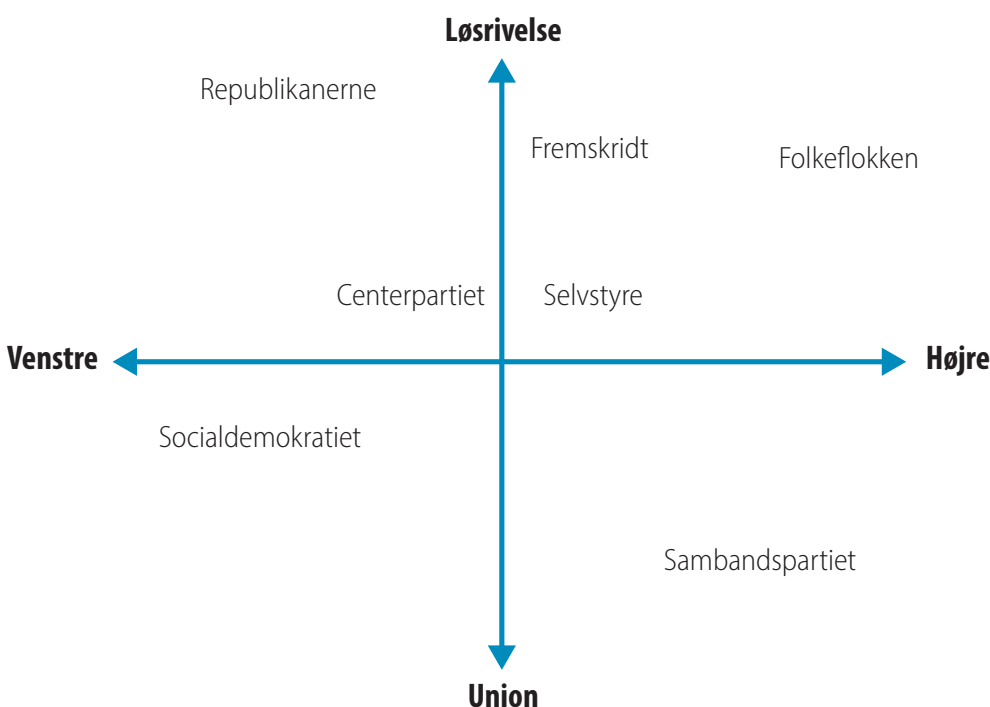 Løsrivelse
Republikanerne
Fremskridt
Folkeflokken
Centerpartiet
Selvstyre
Venstre
Højre
Socialdemokratiet
Sambandspartiet
Union